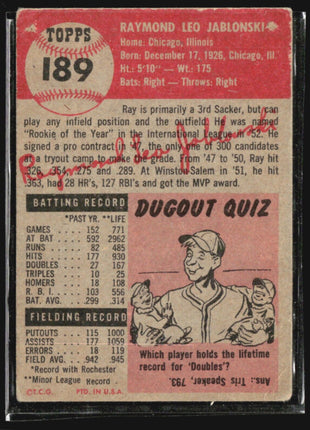 TOPPS
189
RAYMOND LEO JABLONSKI
Home: Chicago, Illinois
Born: December 17, 1926, Chicago, Ill.
Ht: 5'10" - Wt: 175
Bats: Right - Throws: Right
Ray is primarily a 3rd Sacker, but can
play any infield position and the outfield. He was named
"Rookie of the Year" in the International league in '52. He
signed a pro contract in '47, the only one of 300 candidates
on a tryout camp to make the grade. From '47 to '50, Ray hit
326, 354, 275 and .289. At Winston-Salem in '51, he hit
363, had 28 HR's, 127 RBI's and got the MVP award.
Raymond Leo Jablonski
BATTING RECORD
*PAST YR. **LIFE
GAMES 152 771
AT BAT 592 2962
RUNS 82 485
HITS 177 930
DOUBLES 27 167
TRIPLES 10 25
HOMERS 18 104
R. B. I. 103 556
BAT. AVG. .299 .314
FIELDING RECORD
PUTOUTS 115 1000
ASSISTS 177 1059
ERRORS 18 119
FIELD AVG. .942 .945
*Record with Rochester
**Minor League Record
©T.C.G. PTD. IN U.S.A.
DUGOUT QUIZ
Which player holds the lifetime
record for 'Doubles'?
Ans.: Tris Speaker, 793.